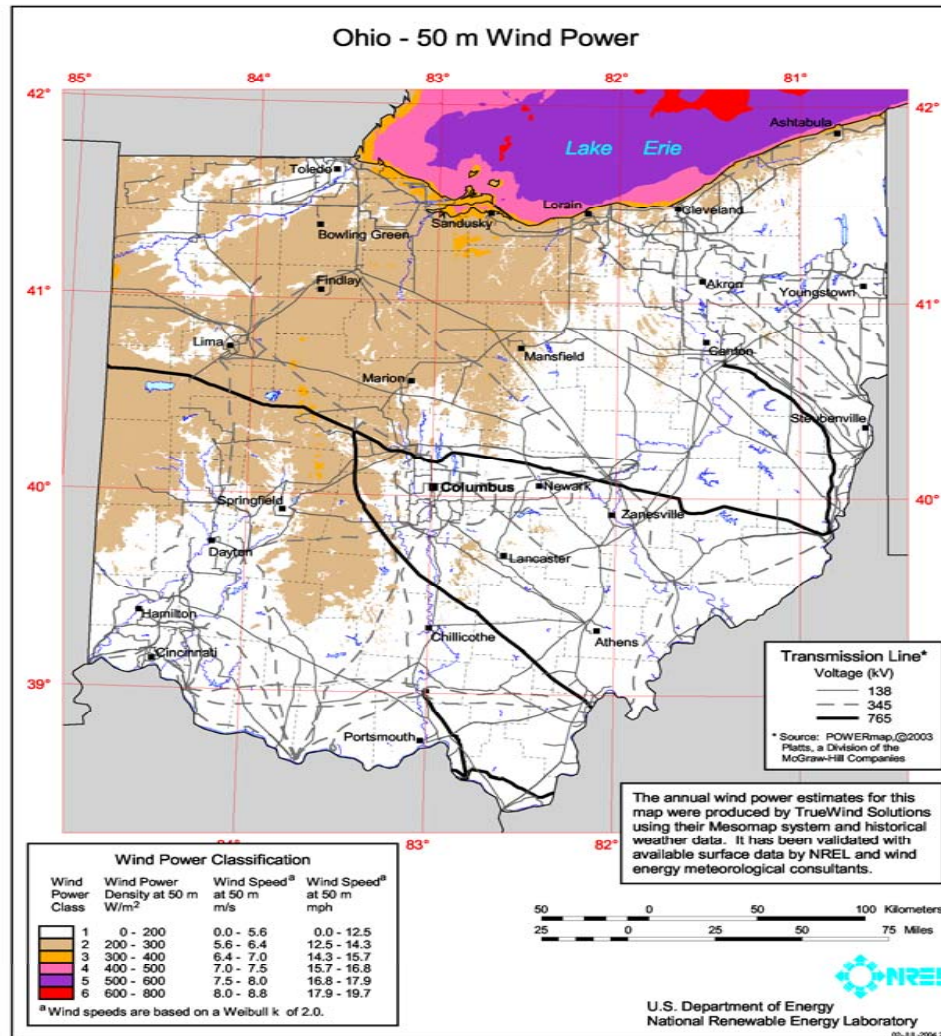 Ohio - 50 m Wind Power
85°
84°
83°
82°
81°
42°
42°
Ashtabula
Lake Erie
Toledo
Lorain
Cleveland
Sandusky
Bowling Green
Findlay
Akron
Youngstown
41°
41°
Lima
Canton
Mansfield
Marion
Steubenville
40°
40°
Columbus
Newark
Springfield
Zanesville
Dayton
Lancaster
Hamilton
Chillicothe
Athens
Cincinnati
39°
Portsmouth
84°
83°
82°
Transmission Line*
Voltage (kV)
138
345
765
* Source: POWERmap,©2003
Platts, a Division of the
McGraw-Hill Companies
The annual wind power estimates for this
map were produced by TrueWind Solutions
using their Mesomap system and historical
weather data. It has been validated with
available surface data by NREL and wind
energy meteorological consultants.
Wind Power Classification
Wind Wind Power Wind Speedª Wind Speedª
Power Density at 50 m at 50 m at 50 m
Class W/m² m/s mph
1 0 - 200 0.0 - 5.6 0.0 - 12.5
2 200 - 300 5.6 - 6.4 12.5 - 14.3
3 300 - 400 6.4 - 7.0 14.3 - 15.7
4 400 - 500 7.0 - 7.5 15.7 - 16.8
5 500 - 600 7.5 - 8.0 16.8 - 17.9
6 600 - 800 8.0 - 8.8 17.9 - 19.7
ª Wind speeds are based on a Weibull k of 2.0.
50 0 50 100 Kilometers
25 0 25 50 75 Miles
NREL
U.S. Department of Energy
National Renewable Energy Laboratory